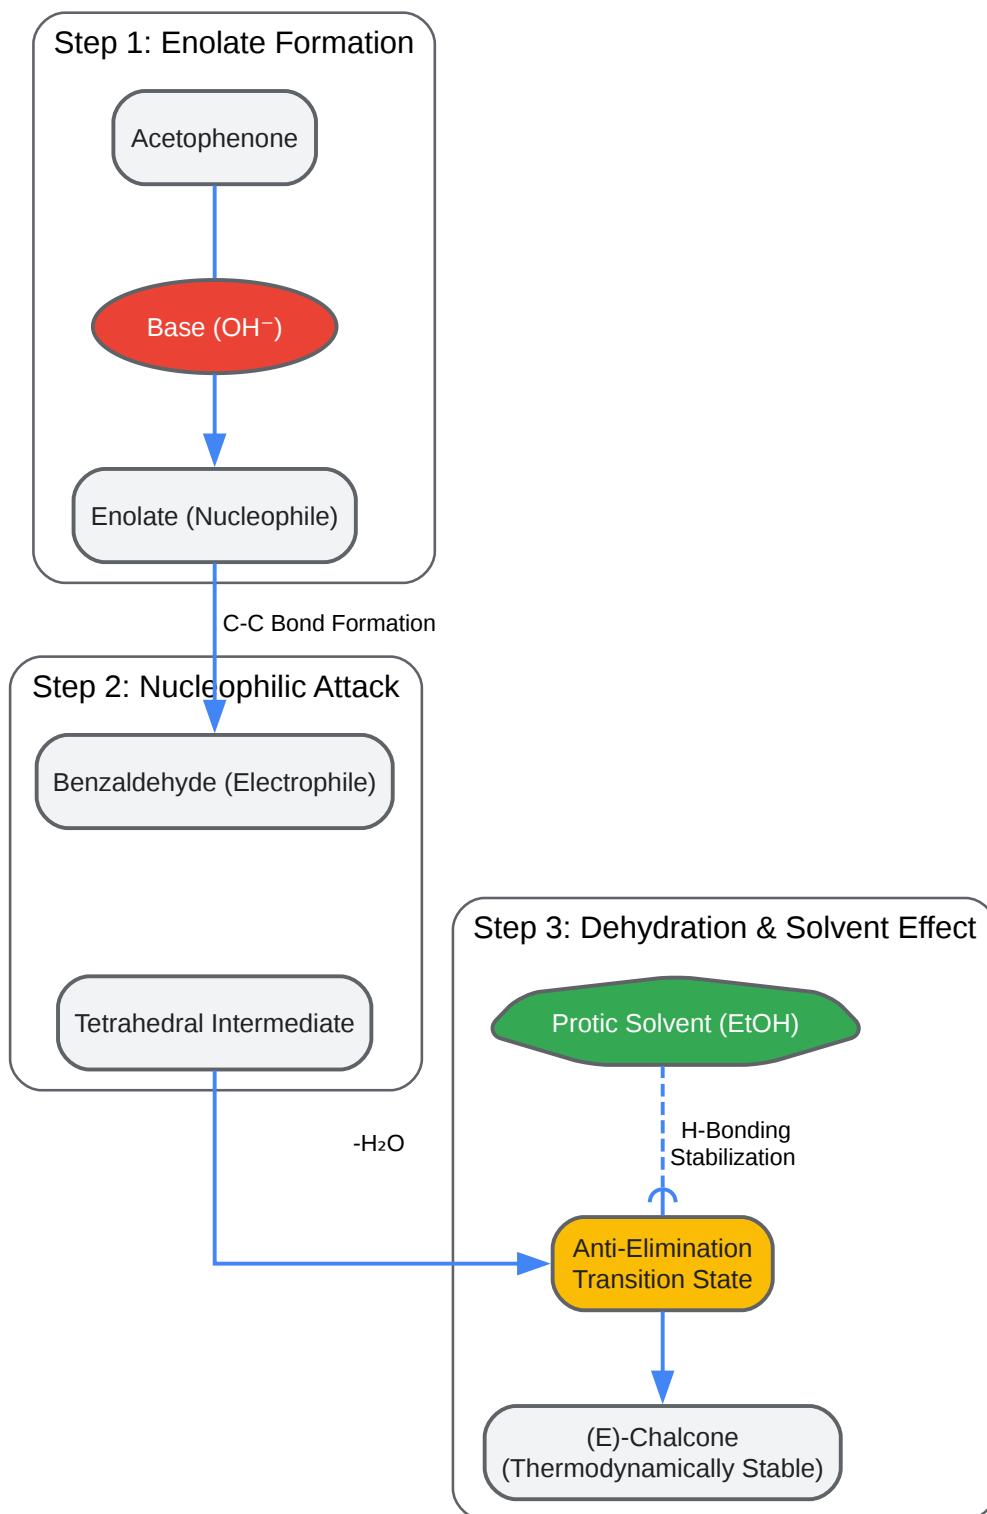 Step 1: Enolate Formation
Acetophenone
Base (OH⁻)
Enolate (Nucleophile)
C-C Bond Formation
Step 2: Nucleophilic Attack
Benzaldehyde (Electrophile)
Tetrahedral Intermediate
-H₂O
Step 3: Dehydration & Solvent Effect
Protic Solvent (EtOH)
H-Bonding
Stabilization
Anti-Elimination
Transition State
(E)-Chalcone
(Thermodynamically Stable)